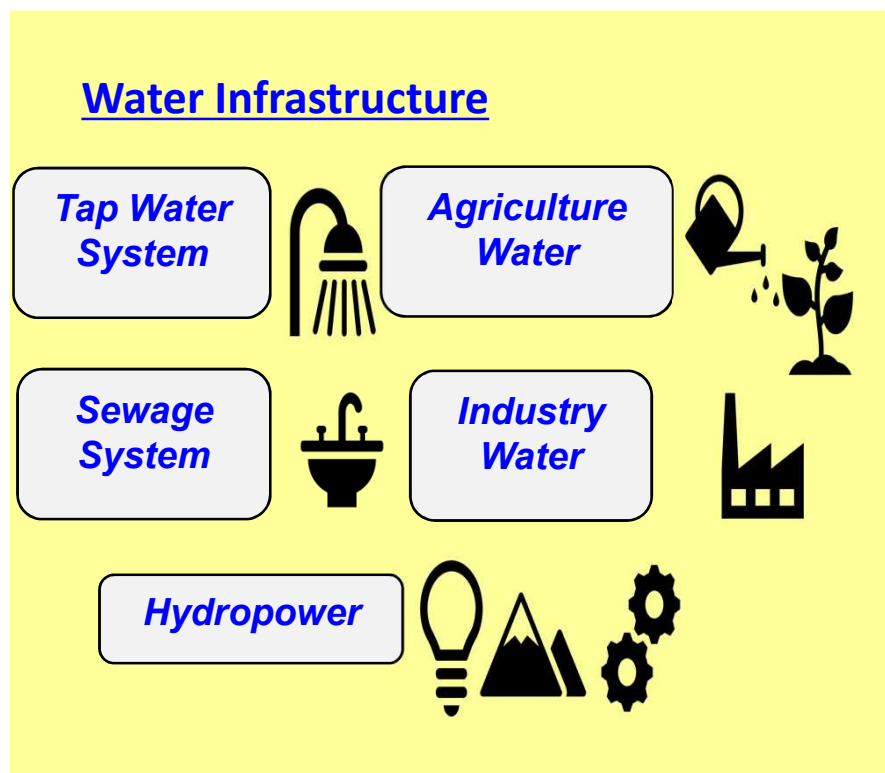 Water Infrastructure
Tap Water
System
Agriculture
Water
Sewage
System
Industry
Water
Hydropower